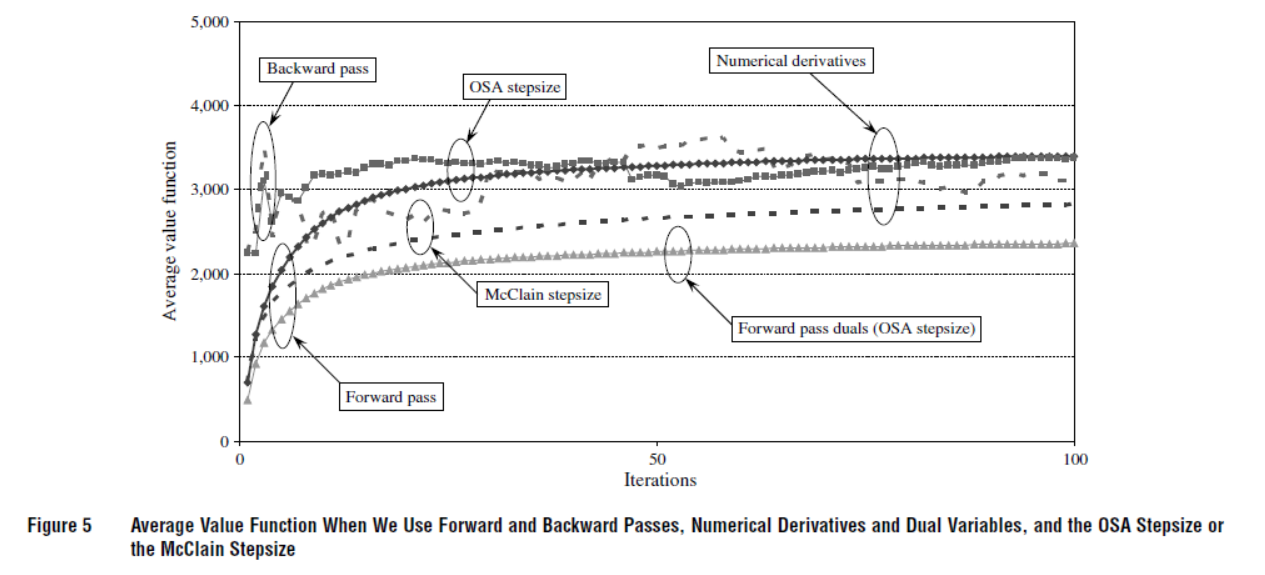 5,000
Backward pass
Numerical derivatives
OSA stepsize
4,000
3,000
2,000
McClain stepsize
Forward pass duals (OSA stepsize)
1,000
Forward pass
0
Average value function
0
50
100
Iterations
Figure 5 Average Value Function When We Use Forward and Backward Passes, Numerical Derivatives and Dual Variables, and the OSA Stepsize or
the McClain Stepsize